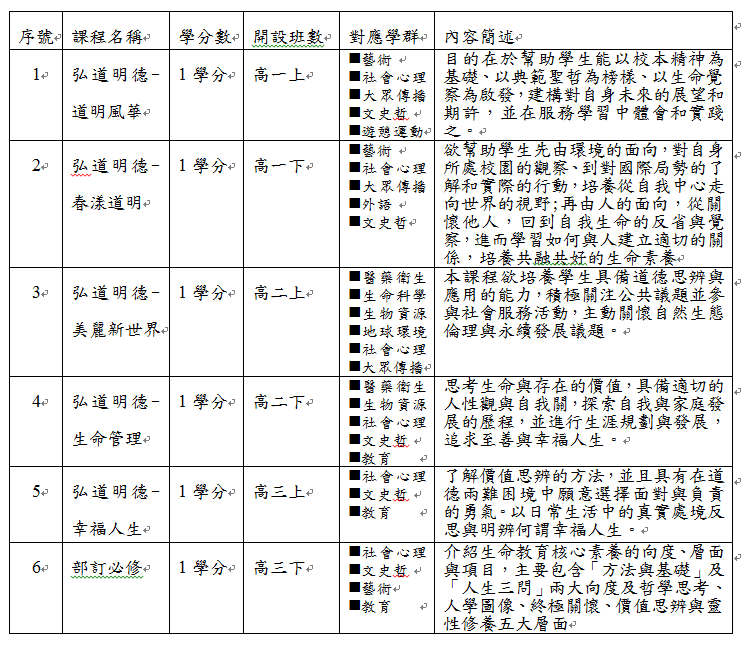 序號 課程名稱 學分數 開設班數 對應學群 內容簡述
1 弘道明德-道明風華 1 學分 高一上
■藝術
■社會心理
■大眾傳播
■文史哲
■遊憩運動
目的在於幫助學生能以校本精神為
基礎、以典範聖哲為榜樣、以生命覺
察為啟發，建構對自身未來的展望和
期許，並在服務學習中體會和實踐
之。
2 弘道明德-春漾道明 1 學分 高一下
■藝術
■社會心理
■大眾傳播
■外語
■文史哲
欲幫助學生先由環境的面向，對自身
所處校園的觀察、到對國際局勢的了
解和實際的行動，培養從自我中心走
向世界的視野;再由人的面向，從關
懷他人，回到自我生命的反省與覺
察，進而學習如何與人建立適切的關
係，培養共融共好的生命素養
3 弘道明德-美麗新世界 1 學分 高二上
■醫藥衛生
■生命科學
■生物資源
■地球環境
■社會心理
■大眾傳播
本課程欲培養學生具備道德思辨與
應用的能力，積極關注公共議題並參
與社會服務活動，主動關懷自然生態
倫理與永續發展議題。
4 弘道明德-生命管理 1 學分 高二下
■醫藥衛生
■生物資源
■社會心理
■文史哲
■教育
思考生命與存在的價值，具備適切的
人性觀與自我關，探索自我與家庭發
展的歷程，並進行生涯規劃與發展，
追求至善與幸福人生。
5 弘道明德-幸福人生 1 學分 高三上
■社會心理
■文史哲
■教育
了解價值思辨的方法，並且具有在道
德兩難困境中願意選擇面對與負責
的勇氣。以日常生活中的真實處境反
思與明辨何謂幸福人生。
6 部訂必修 1 學分 高三下
■社會心理
■文史哲
■藝術
■教育
介紹生命教育核心素養的向度、層面
與項目，主要包含「方法與基礎」及
「人生三問」兩大向度及哲學思考、
人學圖像、終極關懷、價值思辨與靈
性修養五大層面